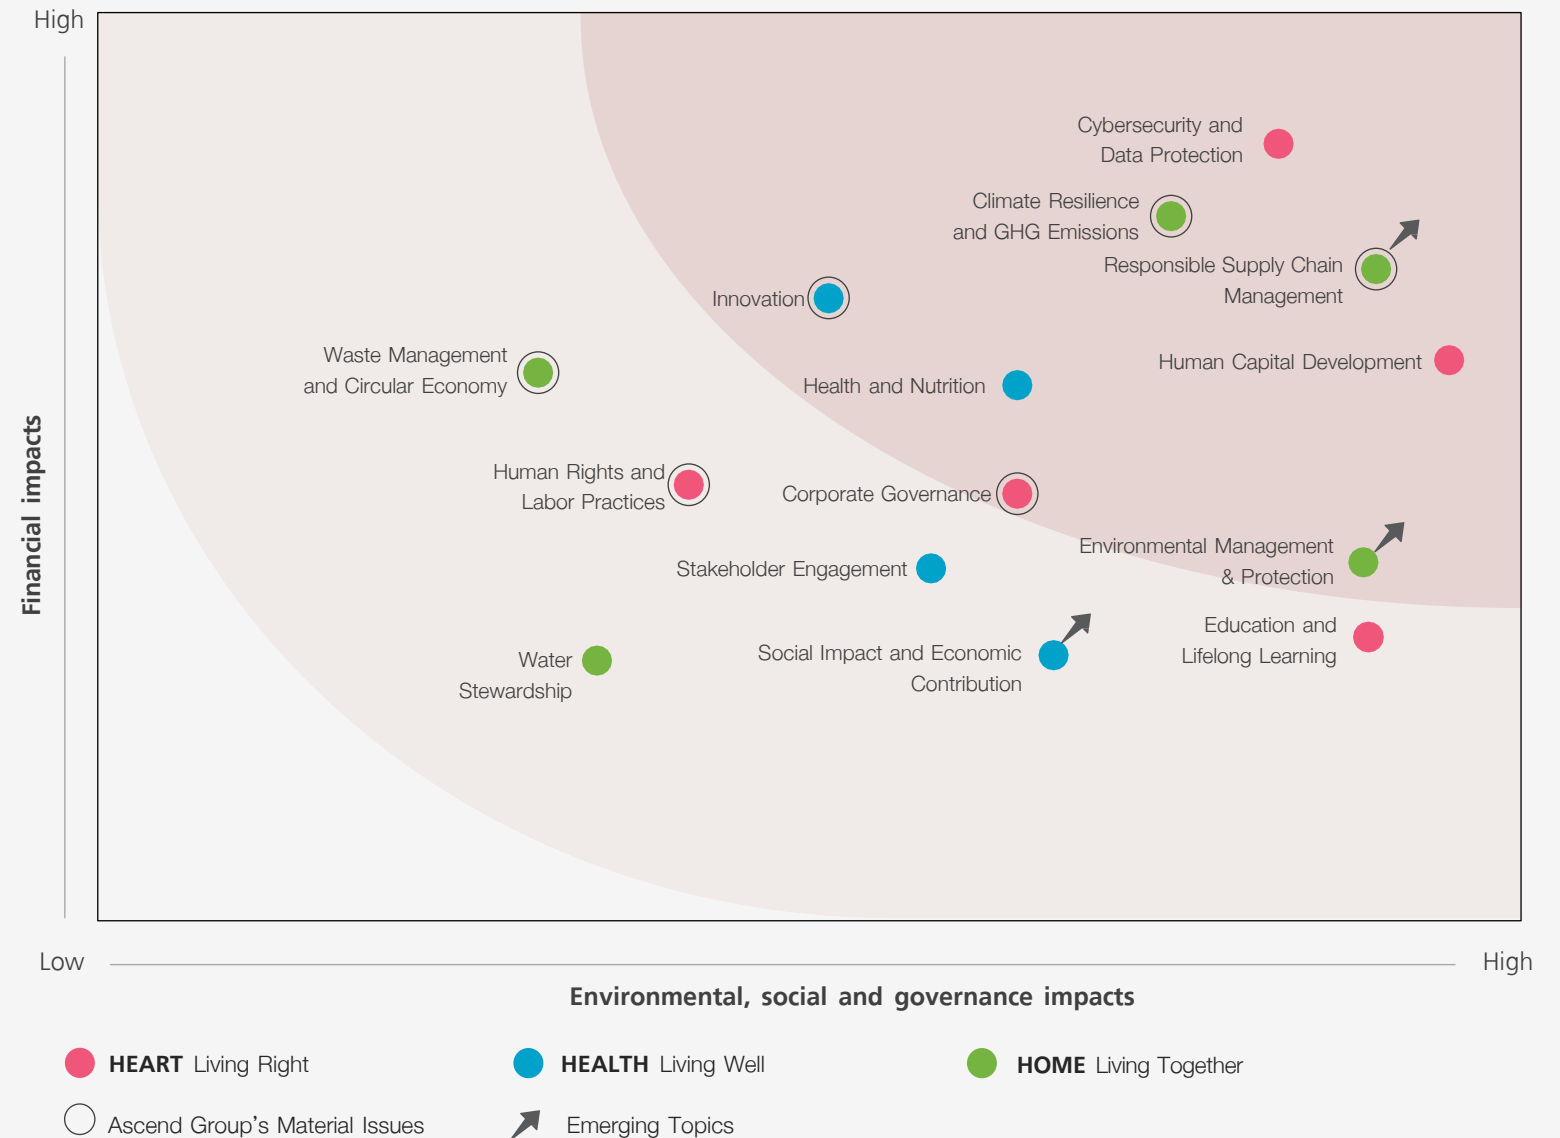 High
Cybersecurity and
Data Protection
Climate Resilience
and GHG Emissions
Responsible Supply Chain
Management
Innovation
Waste Management
and Circular Economy
Human Capital Development
Health and Nutrition
Human Rights and
Labor Practices
Corporate Governance
Environmental Management
& Protection
Stakeholder Engagement
Education and
Lifelong Learning
Social Impact and Economic
Contribution
Water
Stewardship
Financial impacts
Low
High
Environmental, social and governance impacts
HEART Living Right
HEALTH Living Well
HOME Living Together
Ascend Group's Material Issues
Emerging Topics